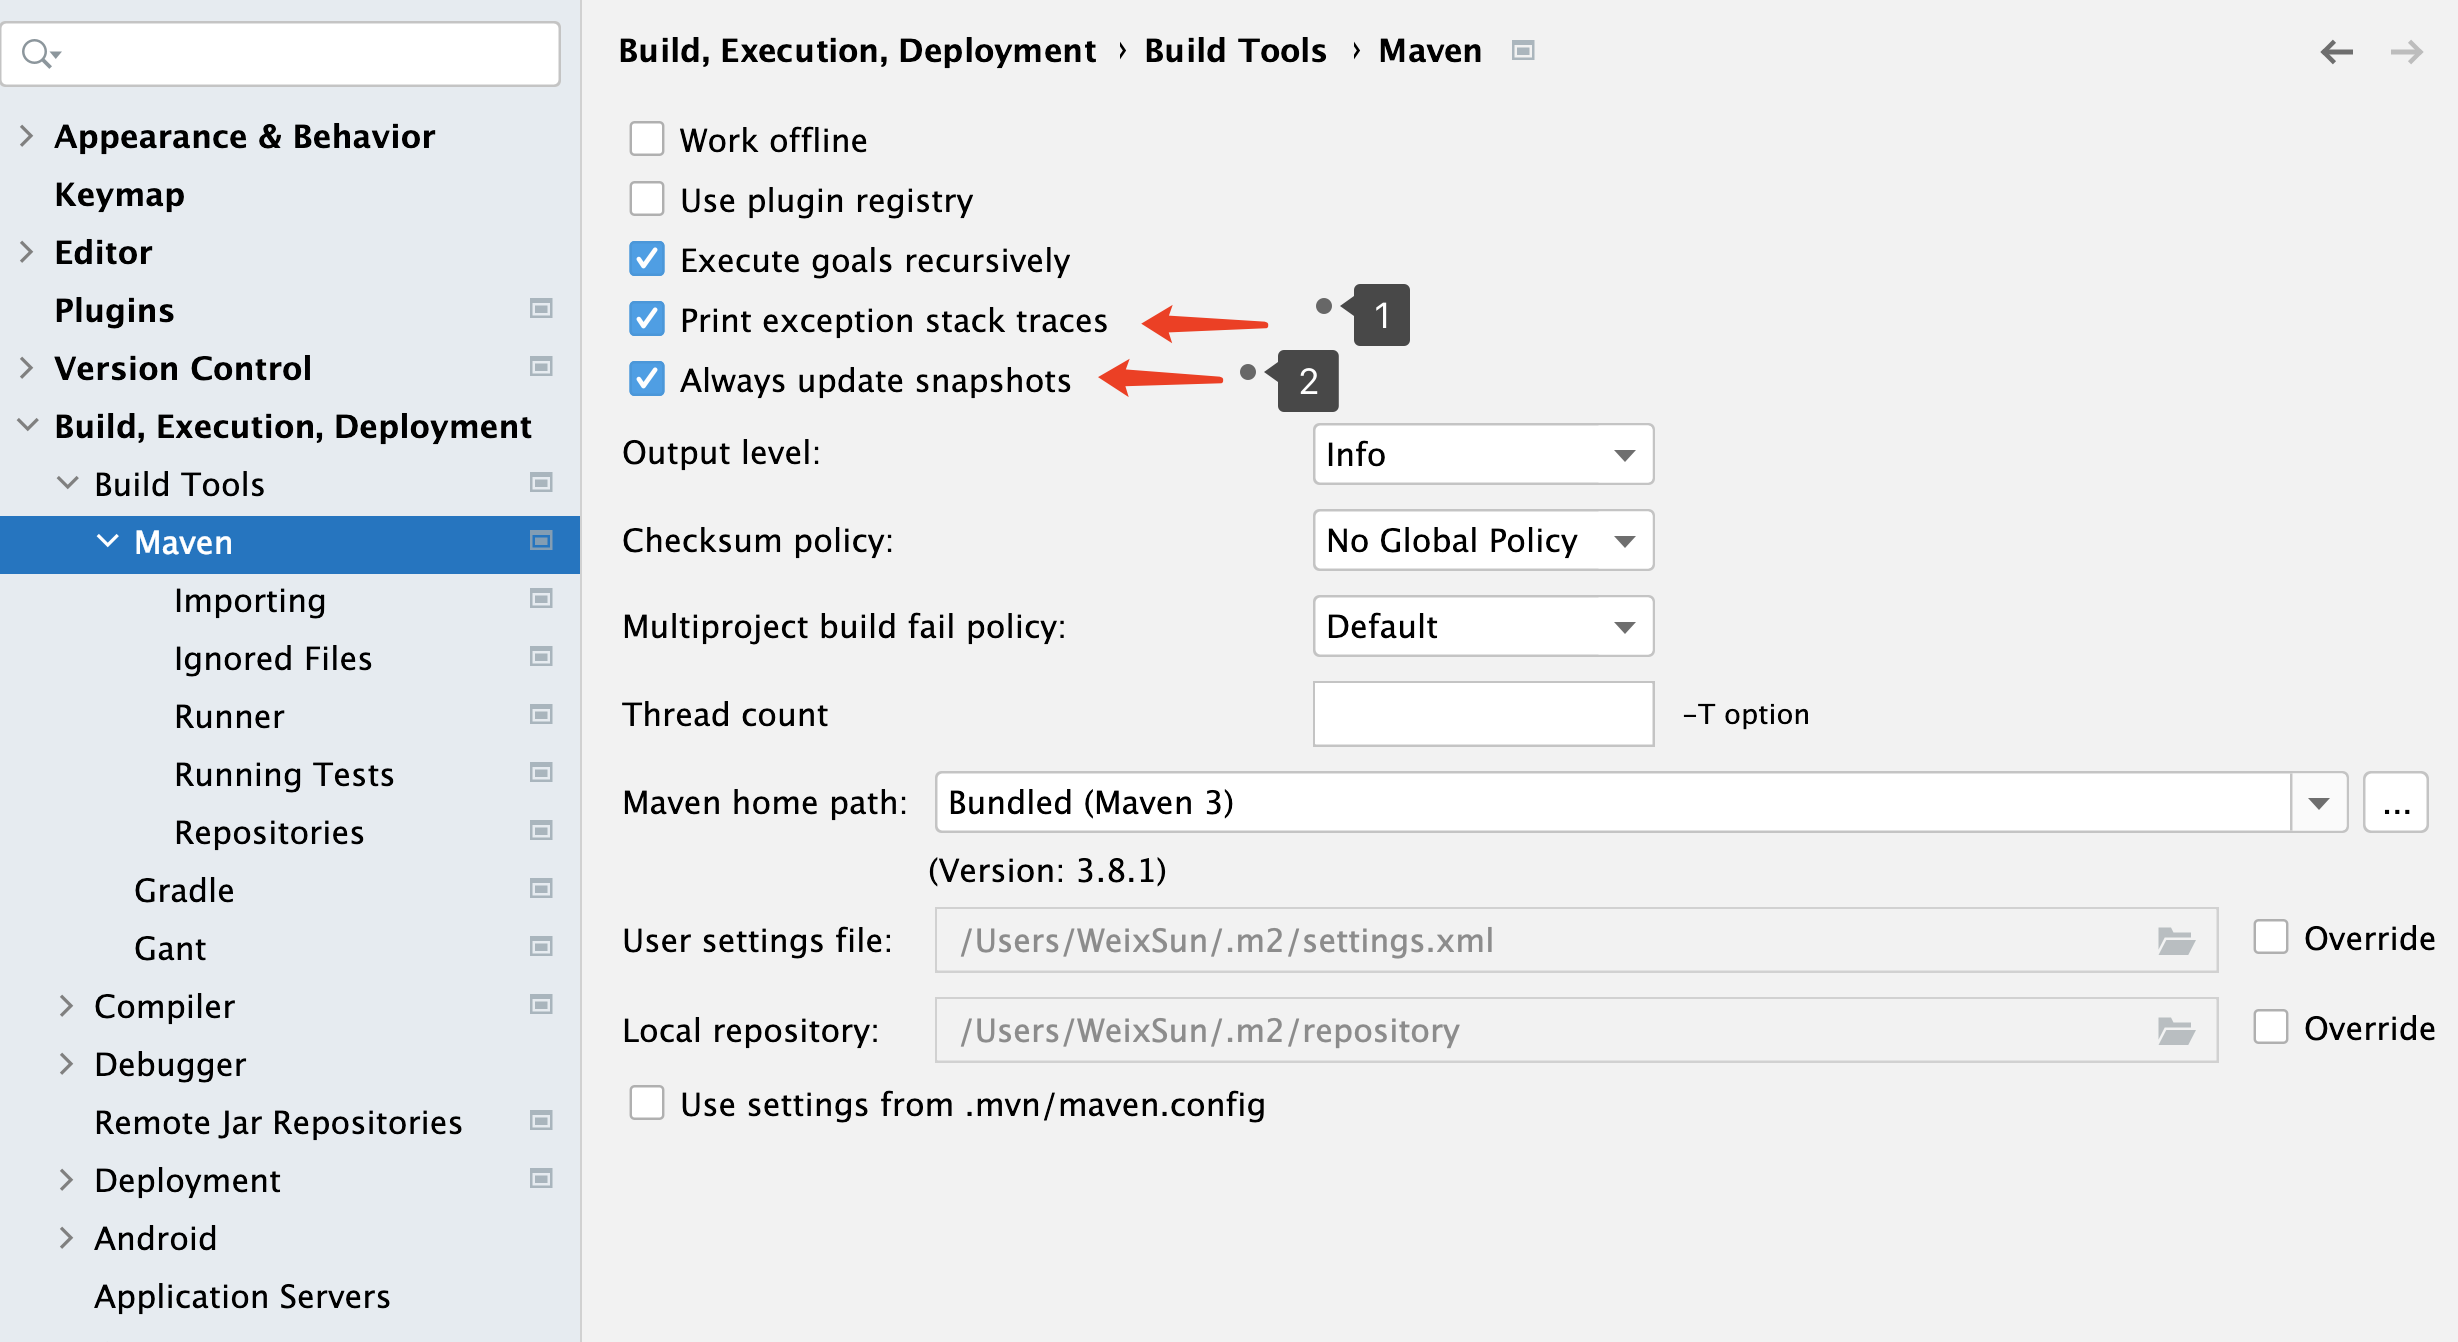 Appearance & Behavior
Keymap
Editor
Plugins
Version Control
Build, Execution, Deployment
Build Tools
Maven
Importing
Ignored Files
Runner
Running Tests
Repositories
Gradle
Gant
Compiler
Debugger
Remote Jar Repositories
Deployment
Android
Application Servers
Build, Execution, Deployment › Build Tools › Maven
Work offline
Use plugin registry
Execute goals recursively
Print exception stack traces 1
Always update snapshots 2
Output level: Info
Checksum policy: No Global Policy
Multiproject build fail policy: Default
Thread count -T option
Maven home path: Bundled (Maven 3) ...
(Version: 3.8.1)
User settings file: /Users/WeixSun/.m2/settings.xml Override
Local repository: /Users/WeixSun/.m2/repository Override
Use settings from .mvn/maven.config